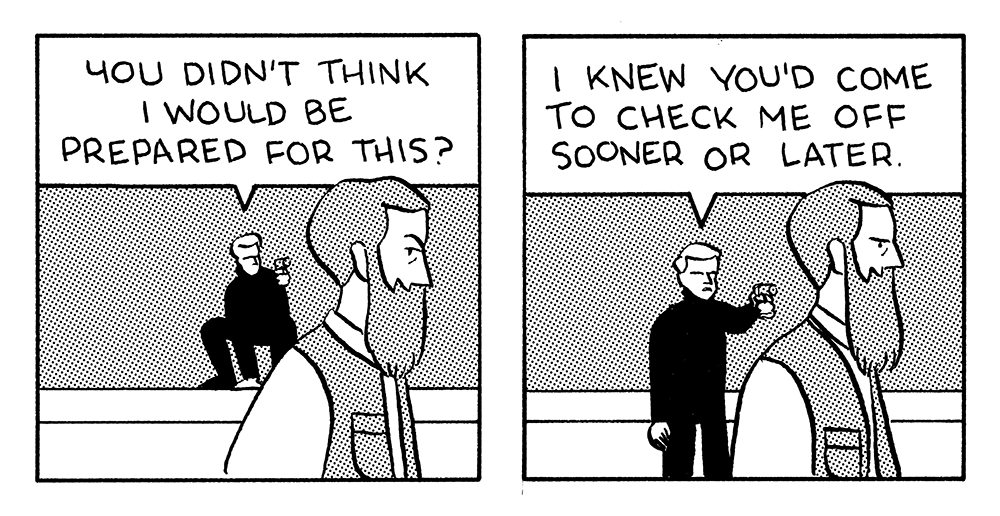 YOU DIDN'T THINK
I WOULD BE
PREPARED FOR THIS?
I KNEW YOU'D COME
TO CHECK ME OFF
SOONER OR LATER.